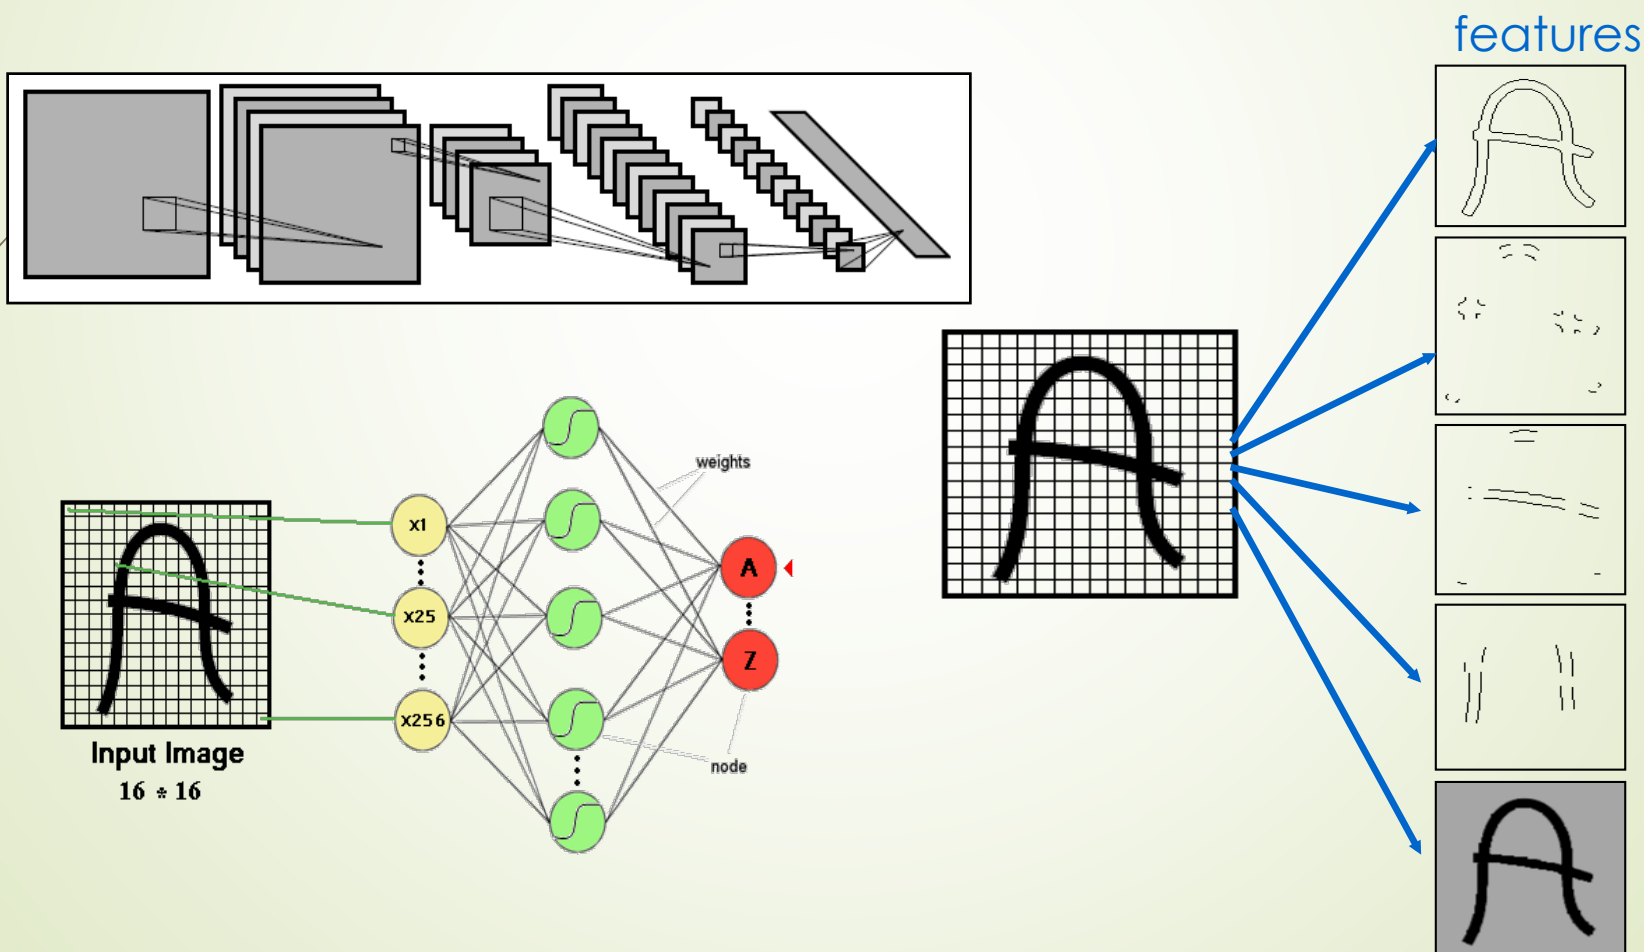 features
weights
x1
x25
x256
A
Z
node
Input Image
16 * 16